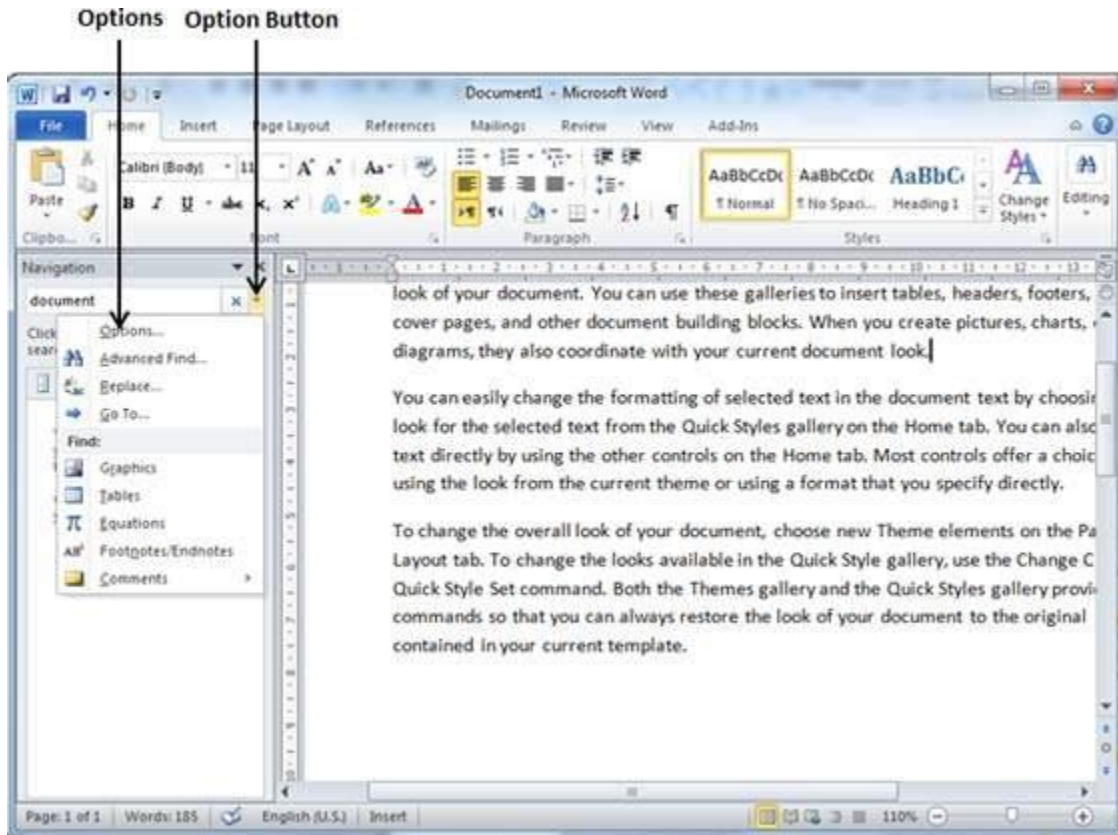 Options Option Button
Document1 - Microsoft Word
File Home Insert Page Layout References Mailings Review View Add-Ins
Calibri (Body) 11 A A Aa
Paste B I U abc x, x² A
AaBbCcDc AaBbCcDc AaBbC
¶ Normal ¶ No Spaci... Heading 1 Change Styles Editing
Clipbo... Font Paragraph Styles
Navigation
document
Click
sear
Options...
Advanced Find...
Replace...
Go To...
Find:
Graphics
Tables
Equations
Footnotes/Endnotes
Comments
look of your document. You can use these galleries to insert tables, headers, footers,
cover pages, and other document building blocks. When you create pictures, charts,
diagrams, they also coordinate with your current document look.
You can easily change the formatting of selected text in the document text by choosi
look for the selected text from the Quick Styles gallery on the Home tab. You can also
text directly by using the other controls on the Home tab. Most controls offer a choic
using the look from the current theme or using a format that you specify directly.
To change the overall look of your document, choose new Theme elements on the Pa
Layout tab. To change the looks available in the Quick Style gallery, use the Change C
Quick Style Set command. Both the Themes gallery and the Quick Styles gallery provi
commands so that you can always restore the look of your document to the original
contained in your current template.
Page: 1 of 1 Words: 185 English (U.S.) Insert 110%